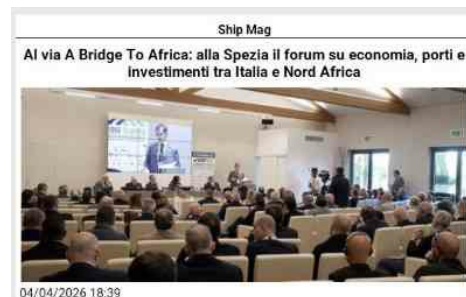 Ship Mag
Al via A Bridge To Africa: alla Spezia il forum su economia, porti e
investimenti tra Italia e Nord Africa
04/04/2026 18:39